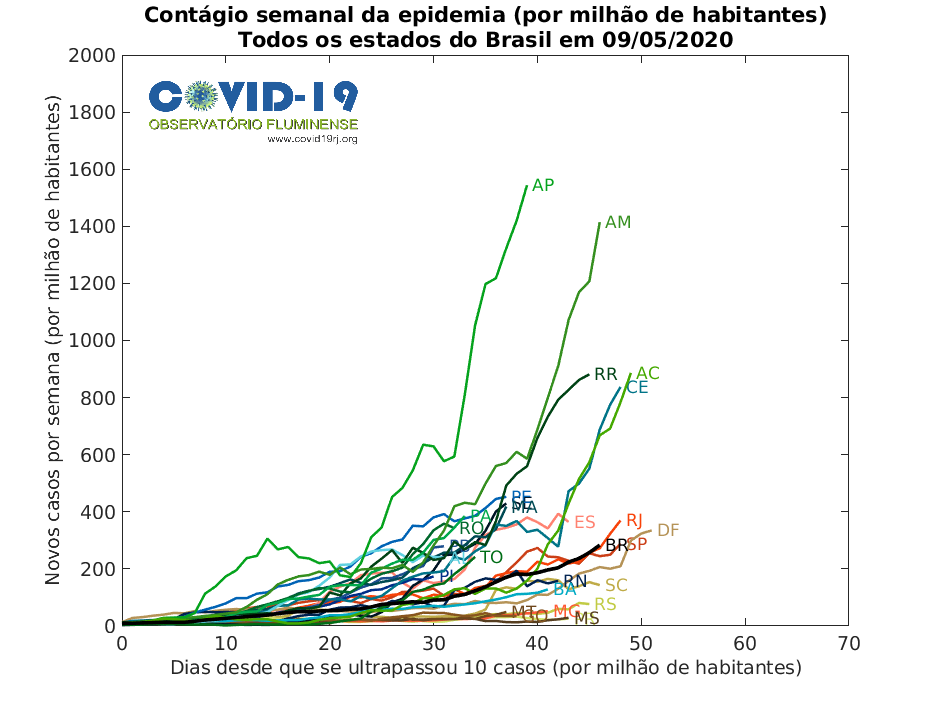 Contágio semanal da epidemia (por milhão de habitantes)
Todos os estados do Brasil em 09/05/2020
COVID-19
OBSERVATÓRIO FLUMINENSE
www.covid19rj.org
Novos casos por semana (por milhão de habitantes)
2000
1800
1600
1400
1200
1000
800
600
400
200
0
AP
AM
RR
AC
CE
PE
MA
PA
ES
RJ
RO
DF
BR
SP
TO
PI
RN
SC
BA
RS
MT
MG
GO
MS
0 10 20 30 40 50 60 70
Dias desde que se ultrapassou 10 casos (por milhão de habitantes)